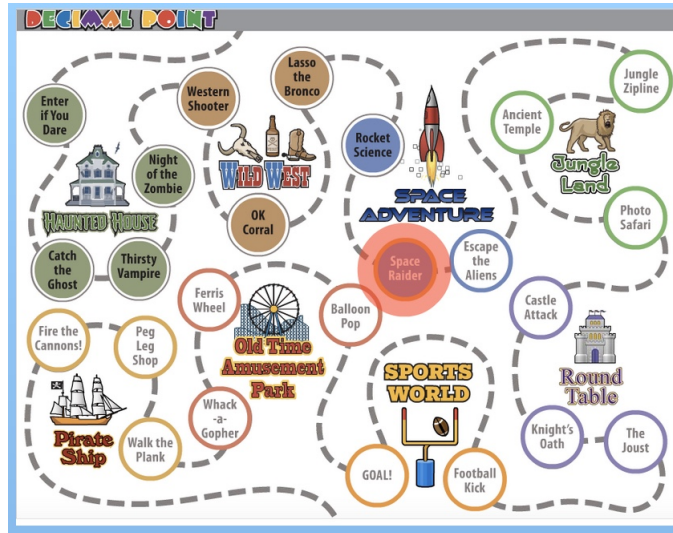 DECIMAL POINT
Enter
if You
Dare
Night
of the
Zombie
HAUNTED HOUSE
Catch
the
Ghost
Thirsty
Vampire
Western
Shooter
Lasso
the
Bronco
WILD WEST
OK
Corral
Rocket
Science
SPACE
ADVENTURE
Space
Raider
Escape
the
Aliens
Jungle
Zipline
Ancient
Temple
Jungle
Land
Photo
Safari
Fire the
Cannons!
Peg
Leg
Shop
Pirate
Ship
Walk the
Plank
Ferris
Wheel
Balloon
Pop
Old Time
Amusement
Park
Whack
-a-
Gopher
SPORTS
WORLD
GOAL!
Football
Kick
Castle
Attack
Round
Table
Knight's
Oath
The
Joust